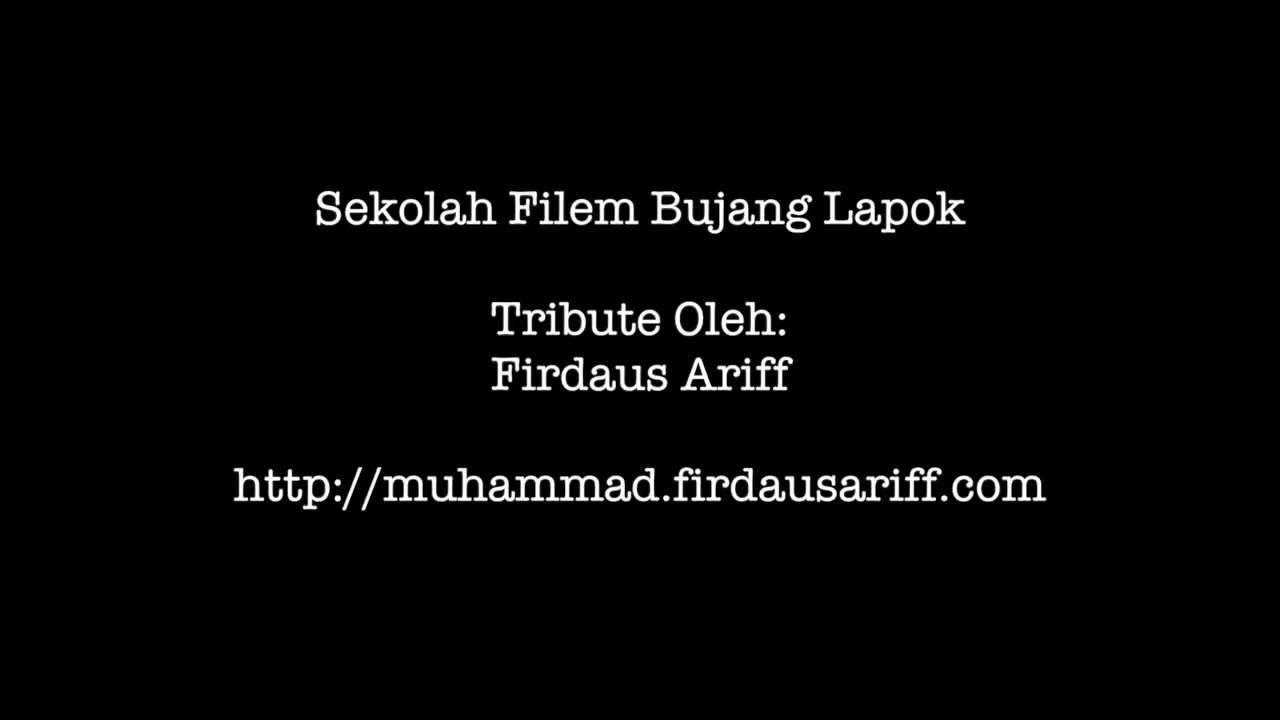 Sekolah Filem Bujang Lapok
Tribute Oleh:
Firdaus Ariff
http://muhammad.firdausariff.com